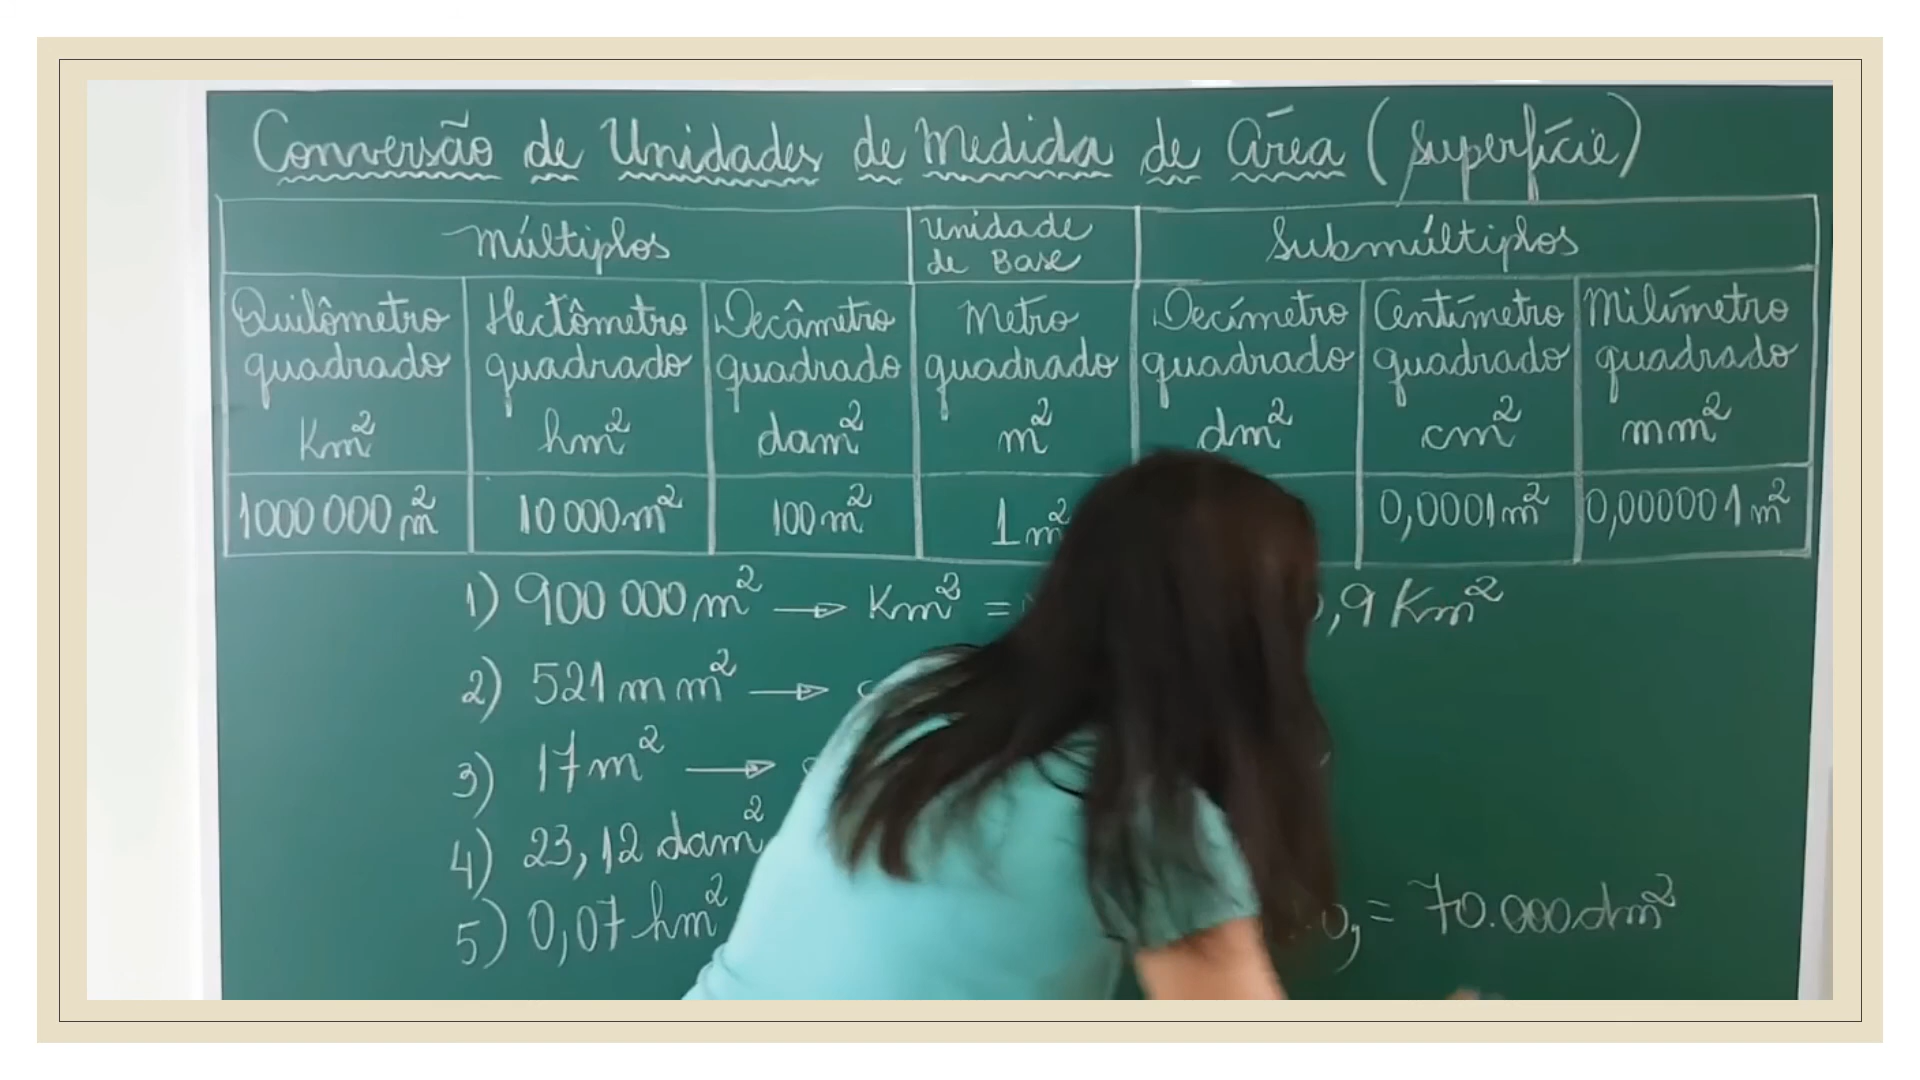 Conversão de Unidades de Medida de Área (Superfície)
Múltiplos Unidade de Base Submúltiplos
Quilômetro quadrado Km² Hectômetro quadrado hm² Decâmetro quadrado dam² Metro quadrado m² Decímetro quadrado dm² Centímetro quadrado cm² Milímetro quadrado mm²
1000 000 m² 10 000 m² 100 m² 1 m² 0,0001 m² 0,000001 m²
1) 900 000 m² → Km² = ,9 Km²
2) 521 mm² →
3) 17 m² →
4) 23,12 dam²
5) 0,07 hm² 0, = 70.000 dm²